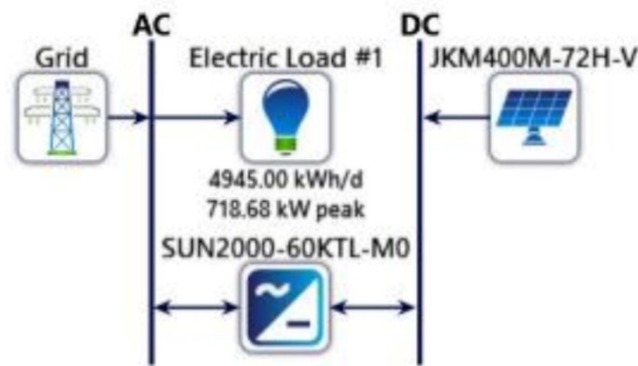 AC
DC
Grid
Electric Load #1
JKM400M-72H-V
4945.00 kWh/d
718.68 kW peak
SUN2000-60KTL-M0